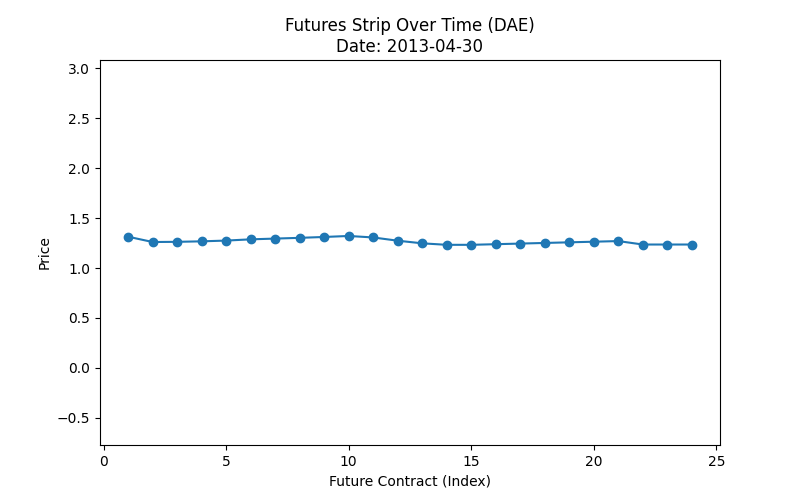 Futures Strip Over Time (DAE)
Date: 2013-04-30
3.0
2.5
2.0
1.5
1.0
0.5
0.0
−0.5
Price
0 5 10 15 20 25
Future Contract (Index)